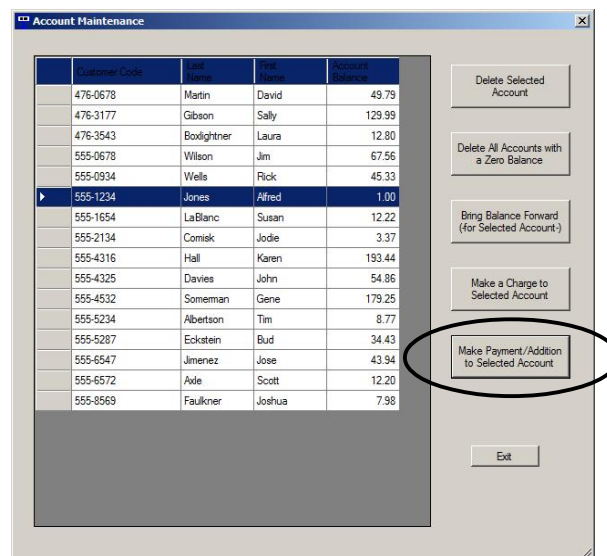 Account Maintenance
Customer Code Last Name First Name Account Balance
476-0678 Martin David 49.79
476-3177 Gibson Sally 129.99
476-3543 Boxlightner Laura 12.80
555-0678 Wilson Jim 67.56
555-0934 Wells Rick 45.33
555-1234 Jones Alfred 1.00
555-1654 LaBlanc Susan 12.22
555-2134 Comisk Jodie 3.37
555-4316 Hall Karen 193.44
555-4325 Davies John 54.86
555-4532 Somerman Gene 179.25
555-5234 Albertson Tim 8.77
555-5287 Eckstein Bud 34.43
555-6547 Jimenez Jose 43.94
555-6572 Axle Scott 12.20
555-8569 Faulkner Joshua 7.98
Delete Selected
Account
Delete All Accounts with
a Zero Balance
Bring Balance Forward
(-for Selected Account-)
Make a Charge to
Selected Account
Make Payment/Addition
to Selected Account
Exit